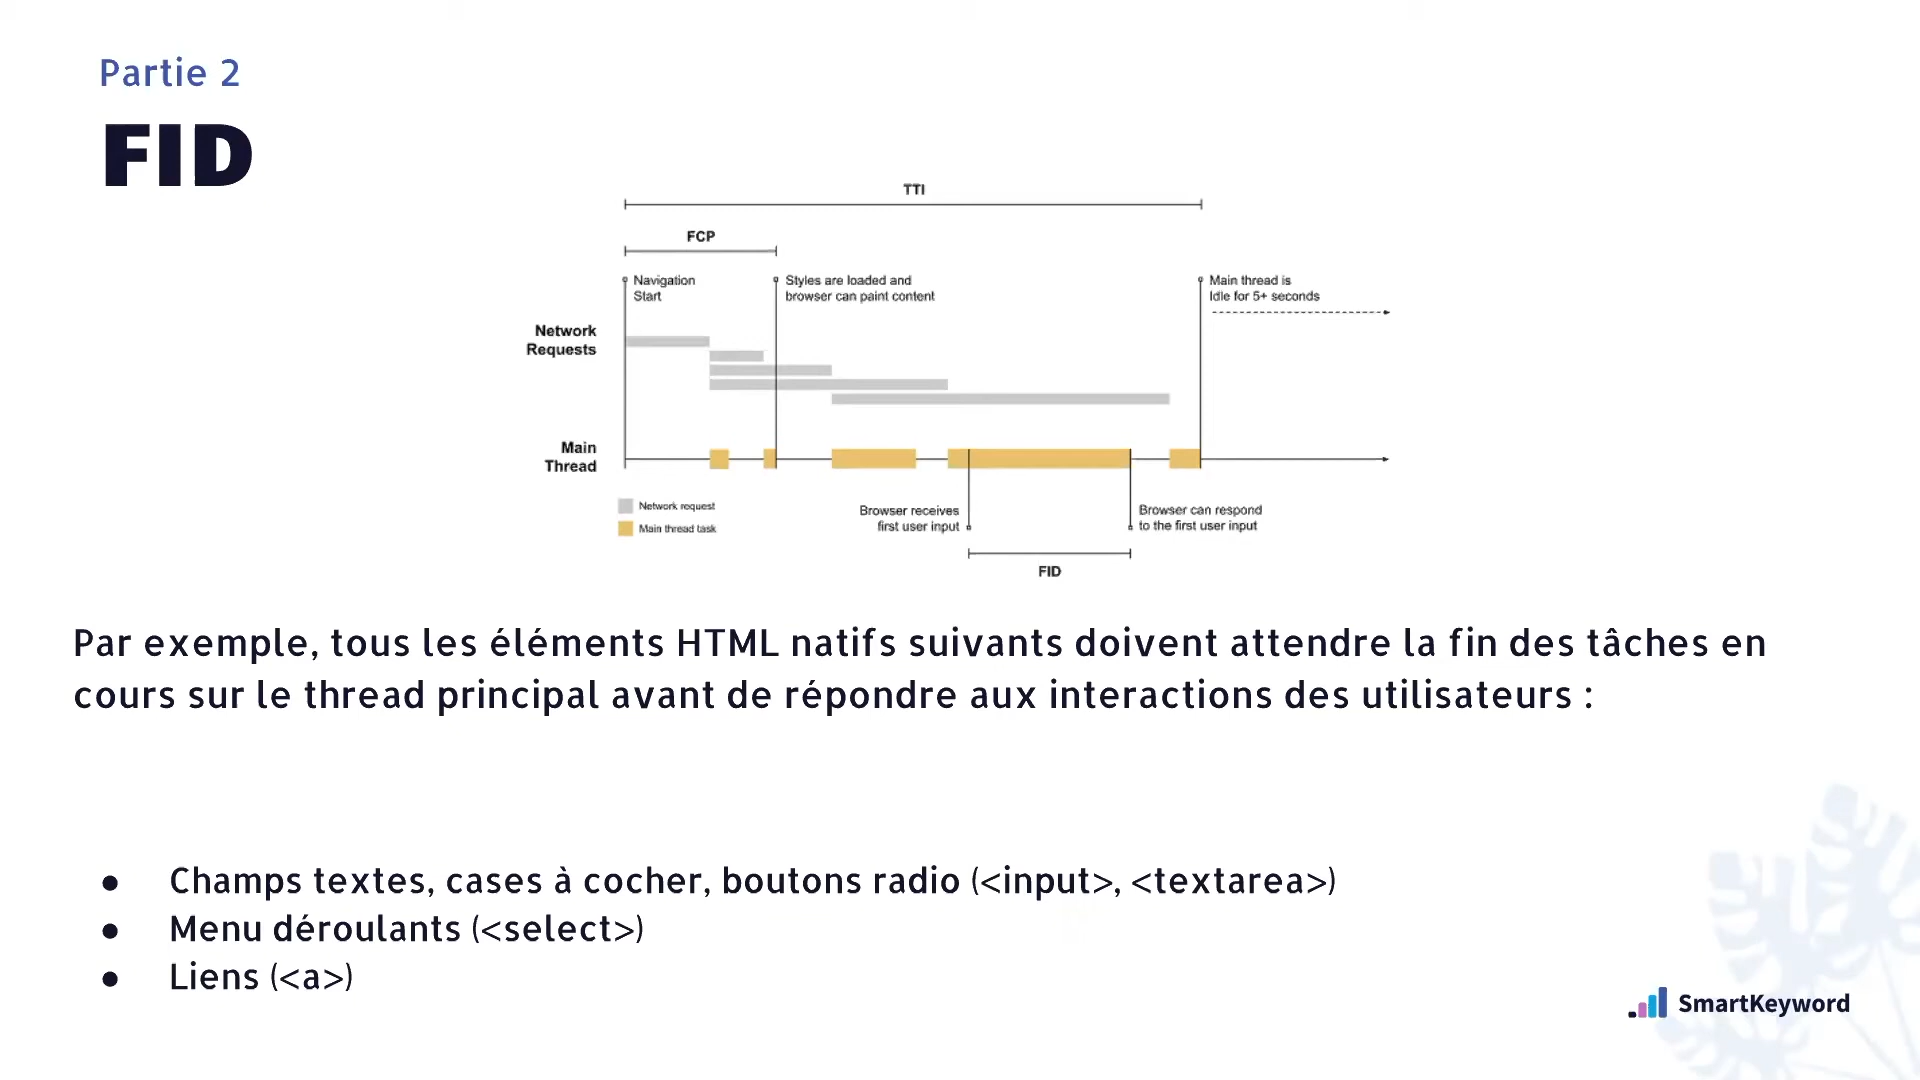 Partie 2
FID
TTI
FCP
Navigation
Start
Styles are loaded and
browser can paint content
Main thread is
Idle for 5+ seconds
Network
Requests
Main
Thread
Network request
Main thread task
Browser receives
first user input
Browser can respond
to the first user input
FID
Par exemple, tous les éléments HTML natifs suivants doivent attendre la fin des tâches en
cours sur le thread principal avant de répondre aux interactions des utilisateurs :
● Champs textes, cases à cocher, boutons radio (<input>, <textarea>)
● Menu déroulants (<select>)
● Liens (<a>)
SmartKeyword